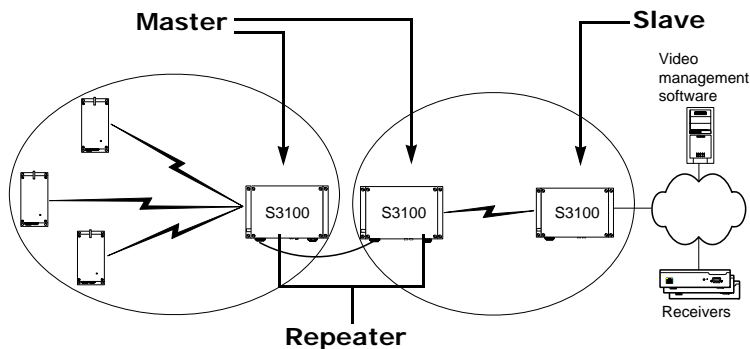 Master
Slave
Video
management
software
S3100
S3100
S3100
Receivers
Repeater